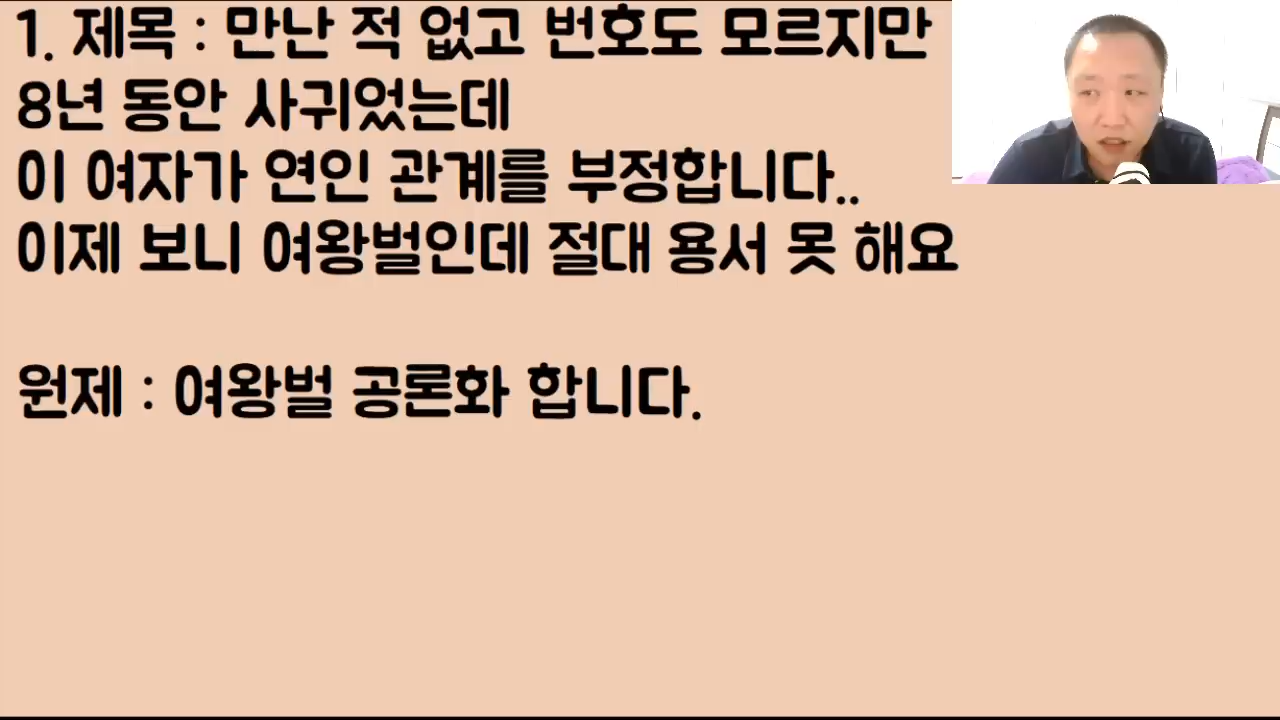 1. 제목 : 만난 적 없고 번호도 모르지만
8년 동안 사귀었는데
이 여자가 연인 관계를 부정합니다..
이제 보니 여왕벌인데 절대 용서 못 해요
원제 : 여왕벌 공론화 합니다.